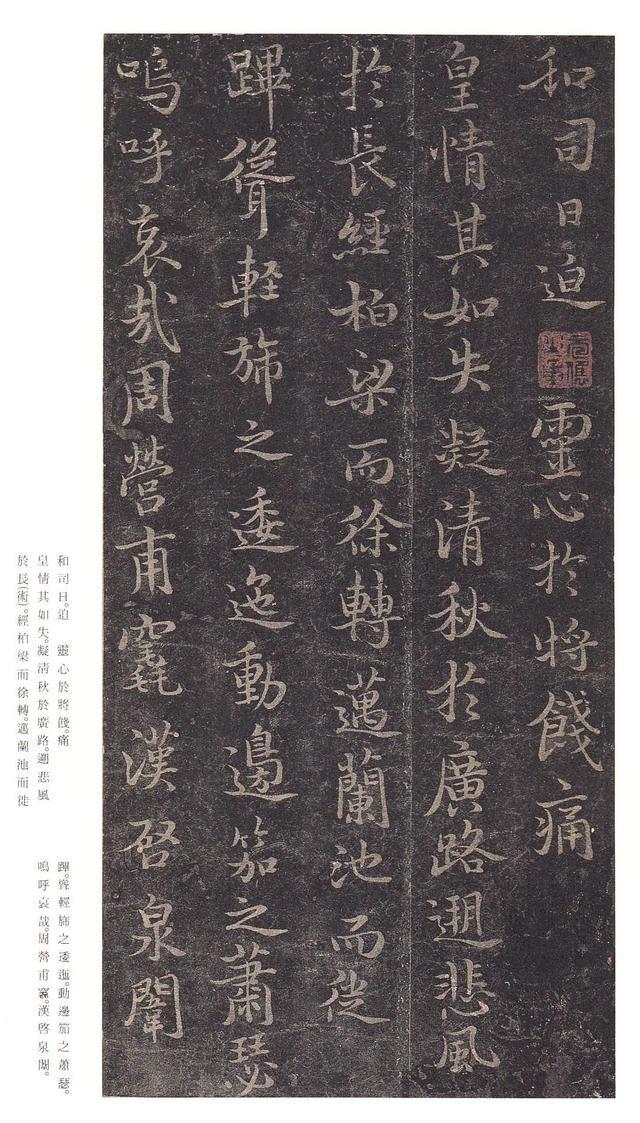 和司日迫 靈心於將餞痛
皇情其如失凝清秋於廣路遡悲風
於長經柏梁而徐轉邁蘭池而徙
蹕聳輕旆之逶迤動邊笳之蕭瑟
嗚呼哀哉周營甫竁漢啓泉闈
和司日。迫 靈心於將餞。痛
皇情其如失。凝清秋於廣路。遡悲風
於長(術)。經柏梁而徐轉。邁蘭池而徙
蹕。聳輕旆之逶迤。動邊笳之蕭瑟。
嗚呼哀哉。周營甫竁。漢啓泉闈。